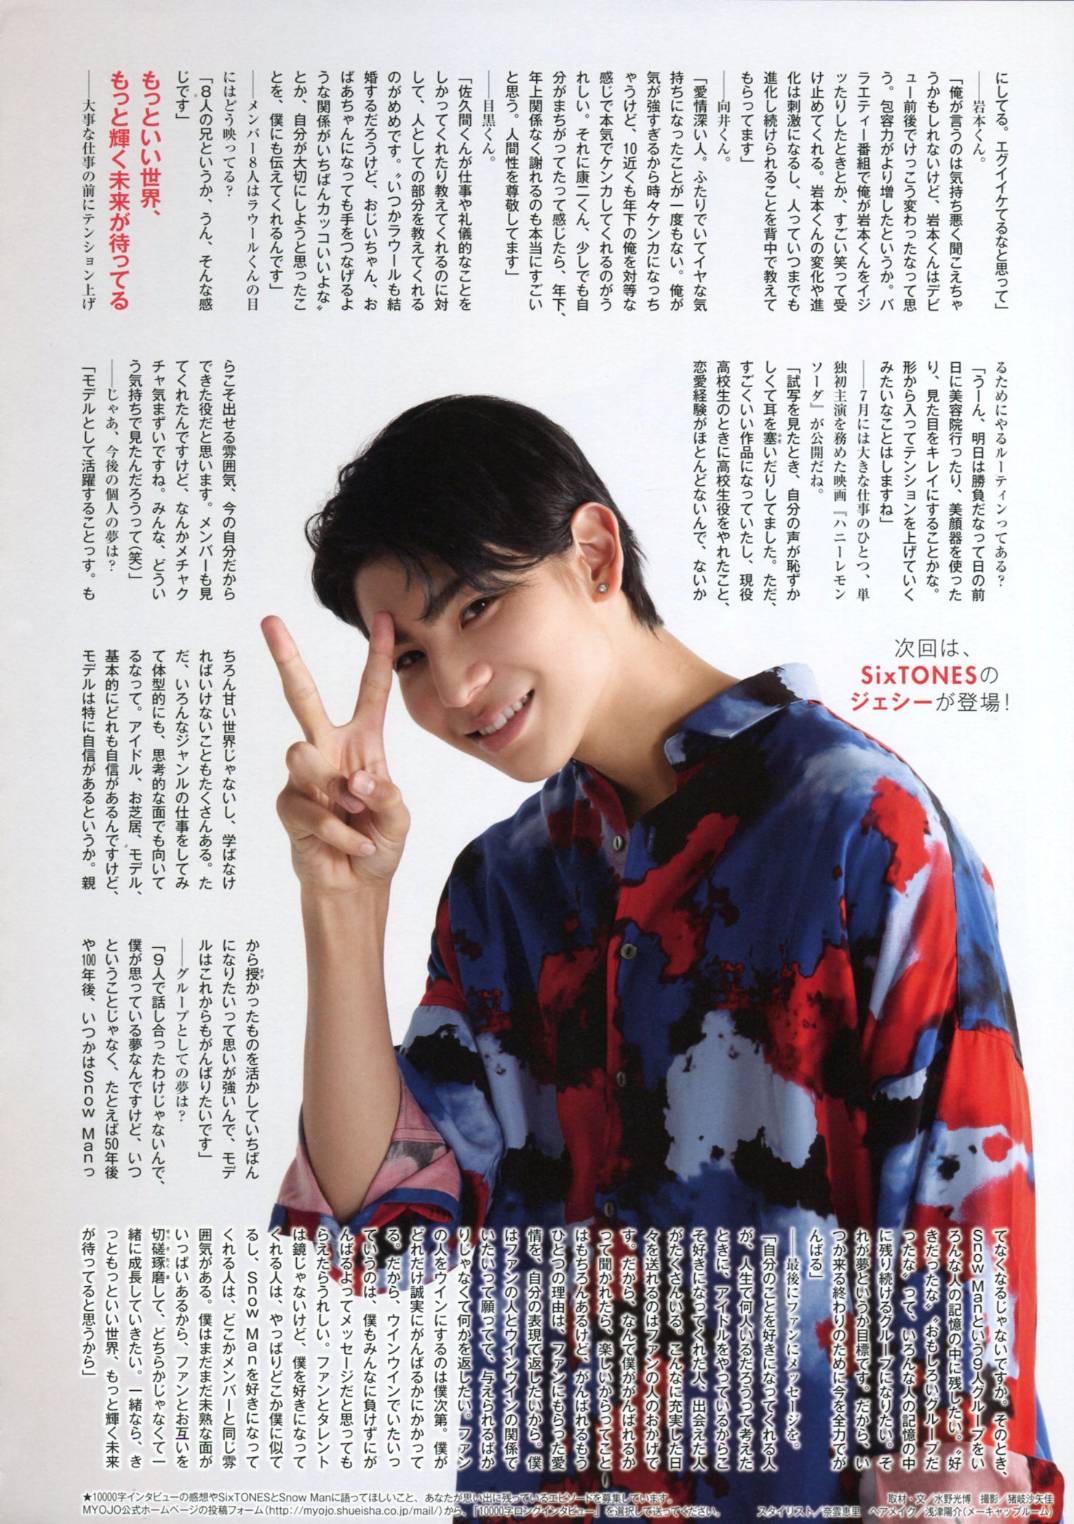 にしてる。エグイイケてるなと思って」
――岩本くん。
「俺が言うのは気持ち悪く聞こえちゃ
うかもしれないけど、岩本くんはデビ
ュー前後でけっこう変わったなって思
う。包容力がより増したというか。バ
ラエティー番組で俺が岩本くんをイジ
ったりしたときとか、すごい笑って受
け止めてくれる。岩本くんの変化や進
化は刺激になるし、人っていつまでも
進化し続けられることを背中で教えて
もらってます」
――向井くん。
「愛情深い人。ふたりでいてイヤな気
持ちになったことが一度もない。俺が
気が強すぎるから時々ケンカになっち
ゃうけど、10近くも年下の俺を対等な
感じで本気でケンカしてくれるのがう
れしい。それに康二くん、少しでも自
分がまちがってたって感じたら、年下、
年上関係なく謝れるのも本当にすごい
と思う。人間性を尊敬してます」
――目黒くん。
「佐久間くんが仕事や礼儀的なことを
しかってくれたり教えてくれるのに対
して、人としての部分を教えてくれる
のがめめです。〝いつかラウールも結
婚するだろうけど、おじいちゃん、お
ばあちゃんになっても手をつなげるよ
うな関係がいちばんカッコいいよな〟
とか、自分が大切にしようと思ったこ
とを、僕にも伝えてくれるんです」
――メンバー8人はラウールくんの目
にはどう映ってる?
「8人の兄というか、うん、そんな感
じです」
もっといい世界、
もっと輝く未来が待ってる
――大事な仕事の前にテンション上げ
るためにやるルーティンってある?
「うーん、明日は勝負だなって日の前
日に美容院行ったり、美顔器を使った
り、見た目をキレイにすることかな。
形から入ってテンションを上げていく
みたいなことはしますね」
――7月には大きな仕事のひとつ、単
独初主演を務めた映画『ハニーレモン
ソーダ』が公開だね。
「試写を見たとき、自分の声が恥ずか
しくて耳を塞いだりしてました。ただ、
すごくいい作品になっていたし、現役
高校生のときに高校生役をやれたこと、
恋愛経験がほとんどないんで、ないか
らこそ出せる雰囲気、今の自分だから
できた役だと思います。メンバーも見
てくれたんですけど、なんかメチャク
チャ気まずいですね。みんな、どうい
う気持ちで見たんだろうって(笑)」
――じゃあ、今後の個人の夢は?
「モデルとして活躍することっす。も
ちろん甘い世界じゃないし、学ばなけ
ればいけないこともたくさんある。た
だ、いろんなジャンルの仕事をしてみ
て体型的にも、思考的な面でも向いて
るなって。アイドル、お芝居、モデル、
基本的にどれも自信があるんですけど、
モデルは特に自信があるというか。親
から授かったものを活かしていちばん
になりたいって思いが強いんで、モデ
ルはこれからもがんばりたいです」
――グループとしての夢は?
「9人で話し合ったわけじゃないんで、
僕が思っている夢なんですけど、いつ
ということじゃなく、たとえば50年後
や100年後、いつかはSnow Manっ
てなくなるじゃないですか。そのとき、
Snow Manという9人グループをい
ろんな人の記憶の中に残したい。〝好
きだったな〟〝おもしろいグループだ
ったな〟って、いろんな人の記憶の中
に残り続けるグループになりたい。そ
れが夢というか目標です。だから、い
つか来る終わりのために今を全力でが
んばる」
――最後にファンにメッセージを。
「自分のことを好きになってくれる人
が、人生で何人いるだろうって考えた
ときに、アイドルをやっているからこ
そ好きになってくれた人、出会えた人
がたくさんいる。こんなに充実した日
々を送れるのはファンの人のおかげで
す。だから、なんで僕ががんばれるか
って聞かれたら、楽しいからってこと
はもちろんあるけど、がんばれるもう
ひとつの理由は、ファンにもらった愛
情を、自分の表現で返したいから。僕
はファンの人とウインウインの関係で
いたいって願ってて、与えられるばか
りじゃなくて何かを返したい。ファン
の人をウインにするのは僕次第。僕が
どれだけ誠実にがんばるかにかかって
る。だから、ウインウインでいたいっ
ていうのは、僕もみんなに負けずにが
んばるよってメッセージだと思っても
らえたらうれしい。ファンとタレント
は鏡じゃないけど、僕を好きになって
くれる人は、やっぱりどこか僕に似て
るし、Snow Manを好きになって
くれる人は、どこかメンバーと同じ雰
囲気がある。僕はまだまだ未熟な面が
いっぱいあるから、ファンとお互いを
切磋琢磨して、どちらかじゃなくて一
緒に成長していきたい。一緒なら、き
っともっといい世界、もっと輝く未来
が待ってると思うから」
次回は、
SixTONESの
ジェシーが登場!
★10000字インタビューの感想やSixTONESとSnow Manに語ってほしいこと、あなたが思い出に残っているエピソードを募集しています。
MYOJO公式ホームページの投稿フォーム(http://myojo.shueisha.co.jp/mail/)から、「10000字ロングインタビュー」を選択して送ってください。
取材・文/水野光博 撮影/猪岐沙矢佳
スタイリスト/奈雲恵里 ヘアメイク/浅津陽介(メーキャップルーム)